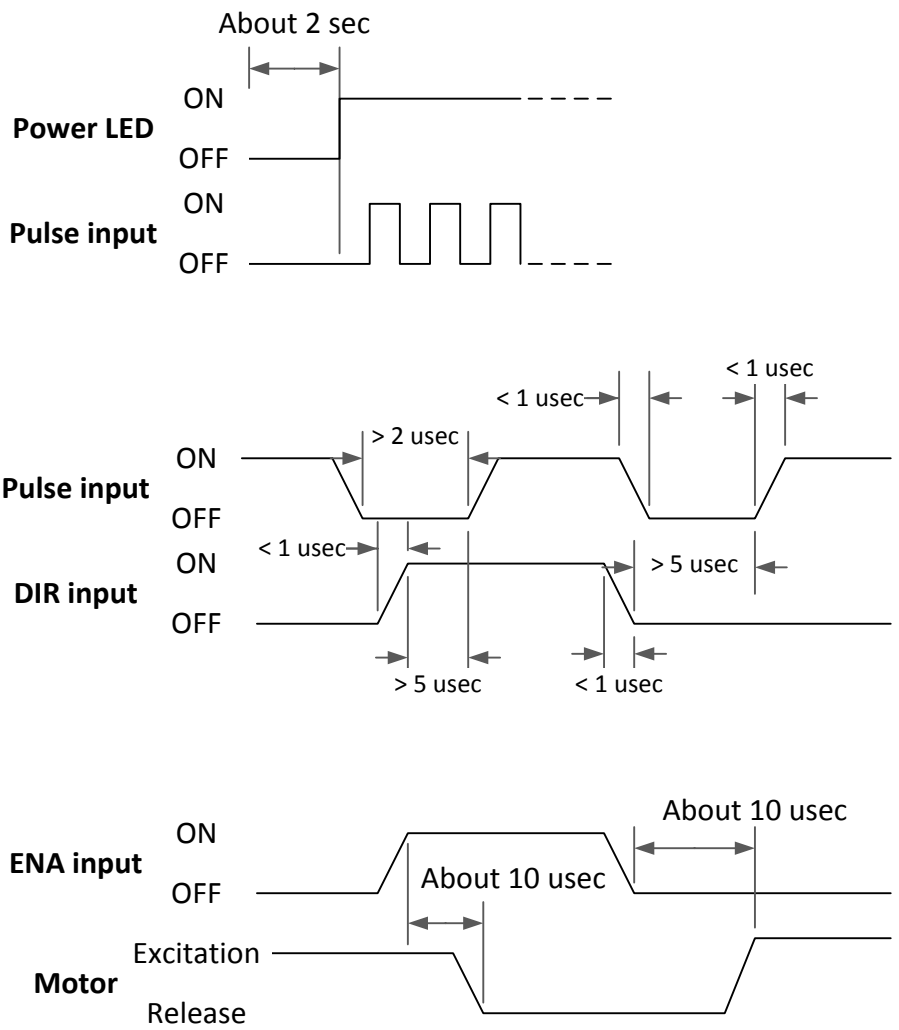 About 2 sec
ON
Power LED
OFF
ON
Pulse input
OFF
< 1 usec
< 1 usec
> 2 usec
ON
Pulse input
OFF
< 1 usec
ON
> 5 usec
DIR input
OFF
> 5 usec
< 1 usec
About 10 usec
ON
ENA input
About 10 usec
OFF
Excitation
Motor
Release